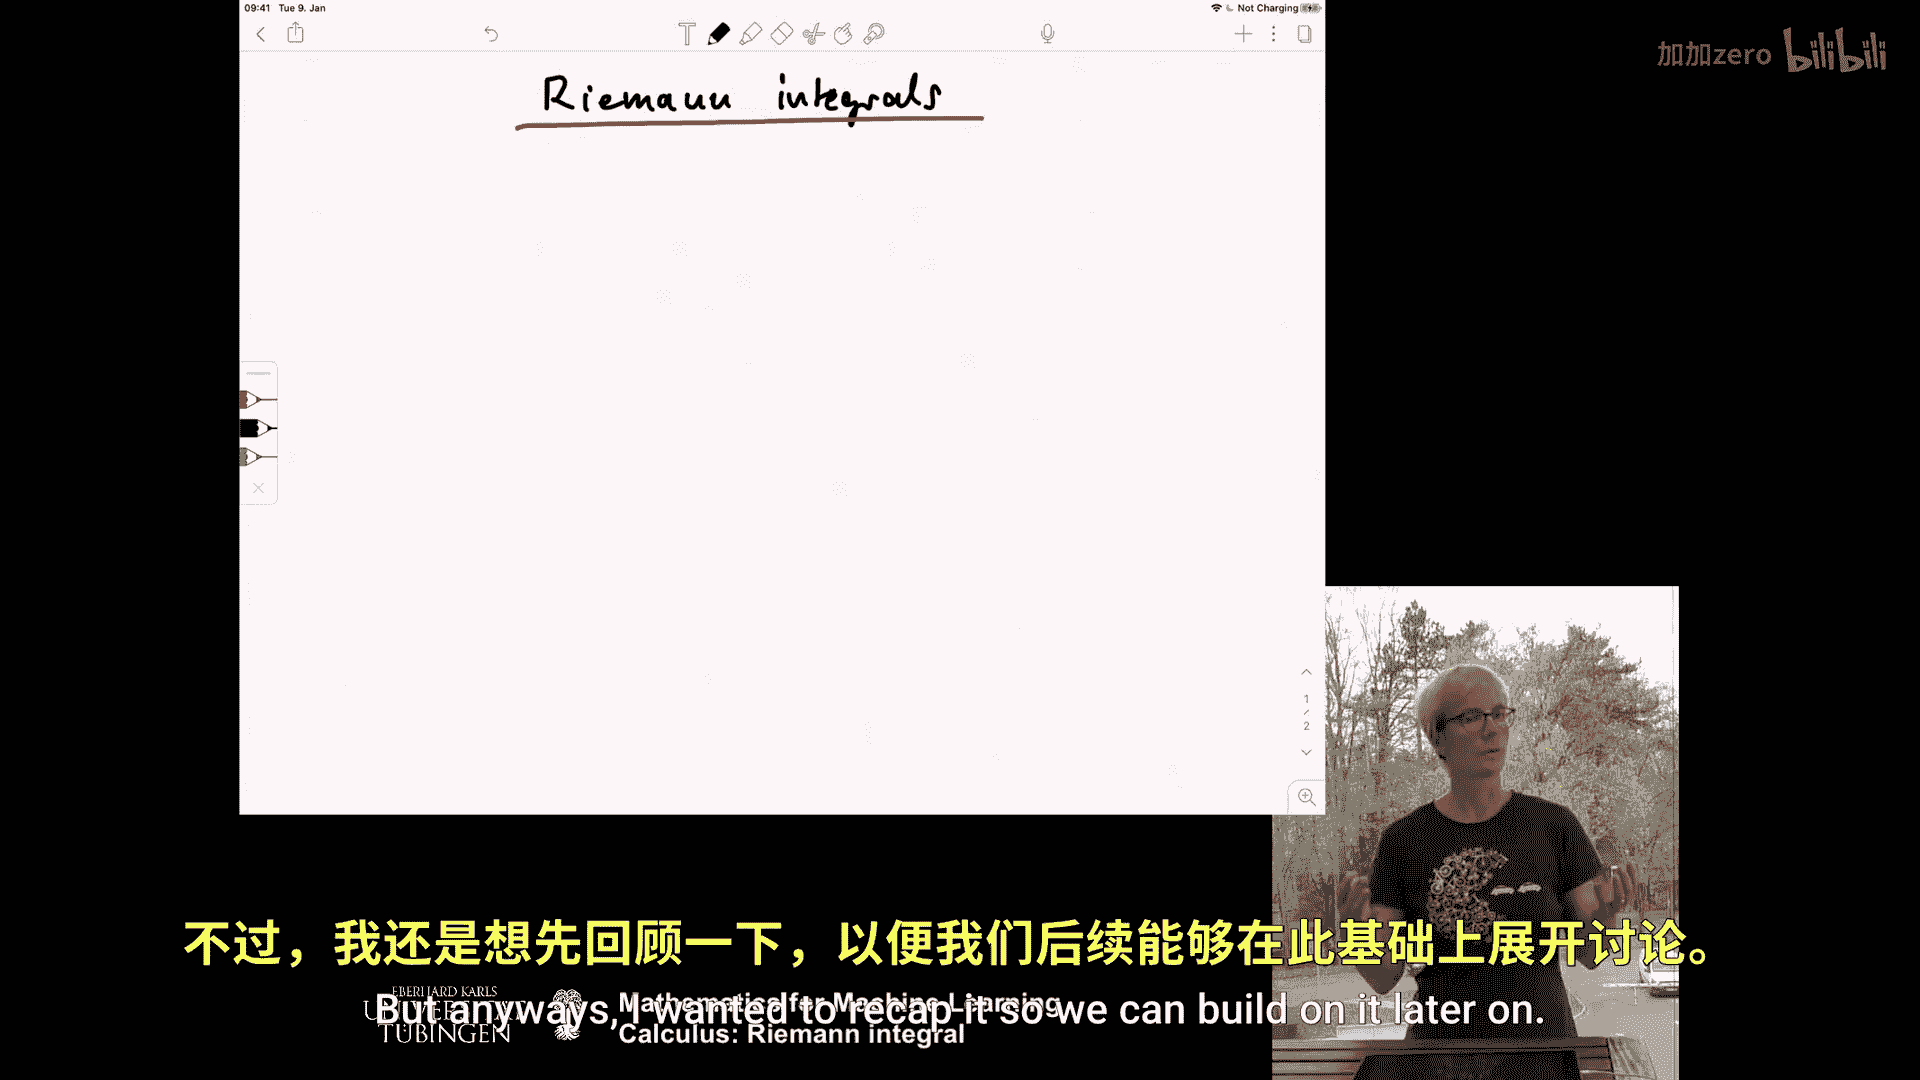 09:41 Tue 9. Jan
Not Charging
加加zero bilibili
Riemann integrals
1
2
不过，我还是想先回顾一下，以便我们后续能够在此基础上展开讨论。
EBERHARD KARLS
UNIVERSITÄT
TÜBINGEN
Mathematics for Machine Learning
Calculus: Riemann integral
But anyways, I wanted to recap it so we can build on it later on.